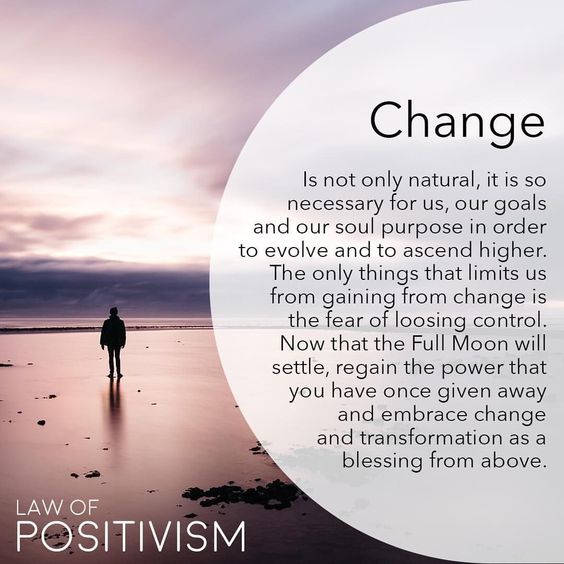 Change
Is not only natural, it is so
necessary for us, our goals
and our soul purpose in order
to evolve and to ascend higher.
The only things that limits us
from gaining from change is
the fear of loosing control.
Now that the Full Moon will
settle, regain the power that
you have once given away
and embrace change
and transformation as a
blessing from above.
LAW OF
POSITIVISM